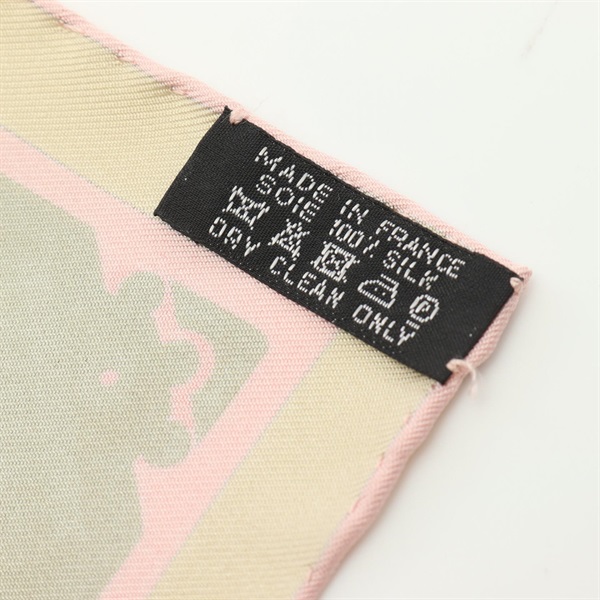 MADE IN FRANCE
SOIE 100% SILK
P
DRY CLEAN ONLY